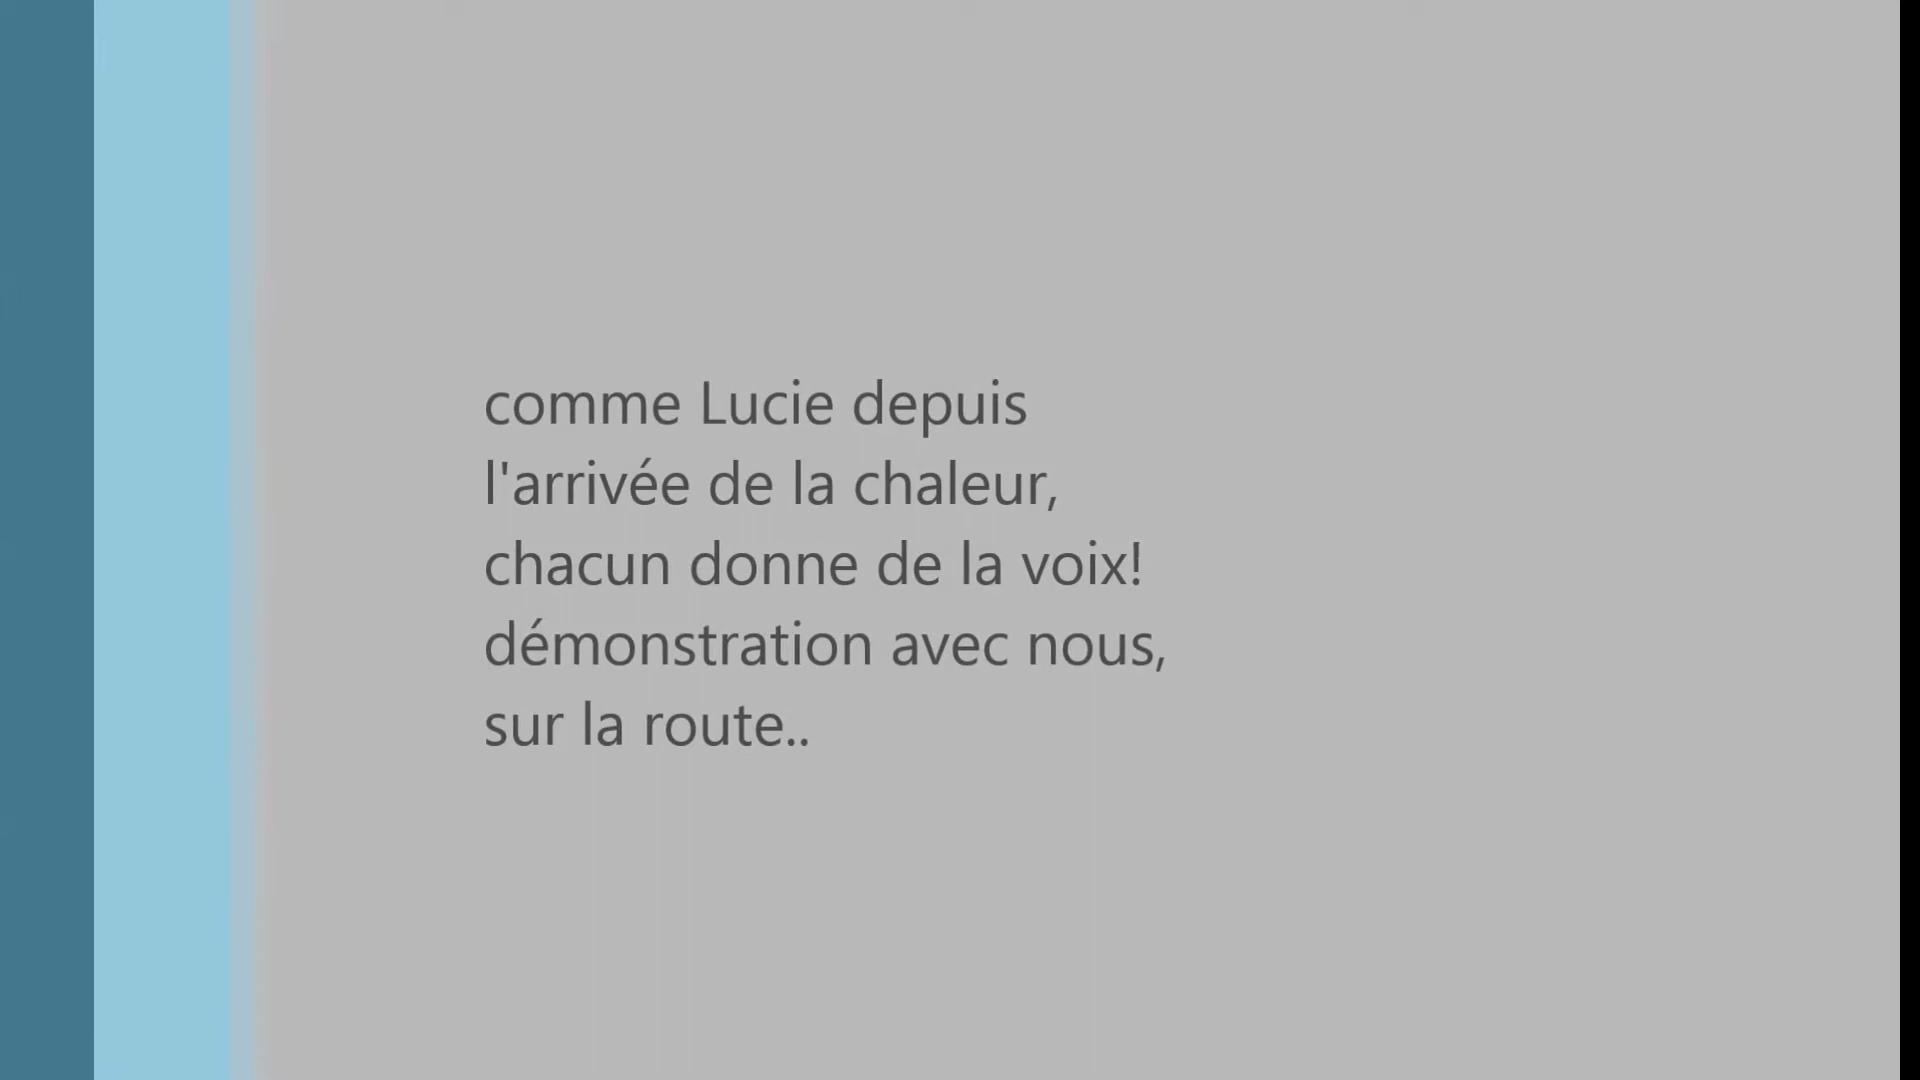 comme Lucie depuis
l'arrivée de la chaleur,
chacun donne de la voix!
démonstration avec nous,
sur la route..